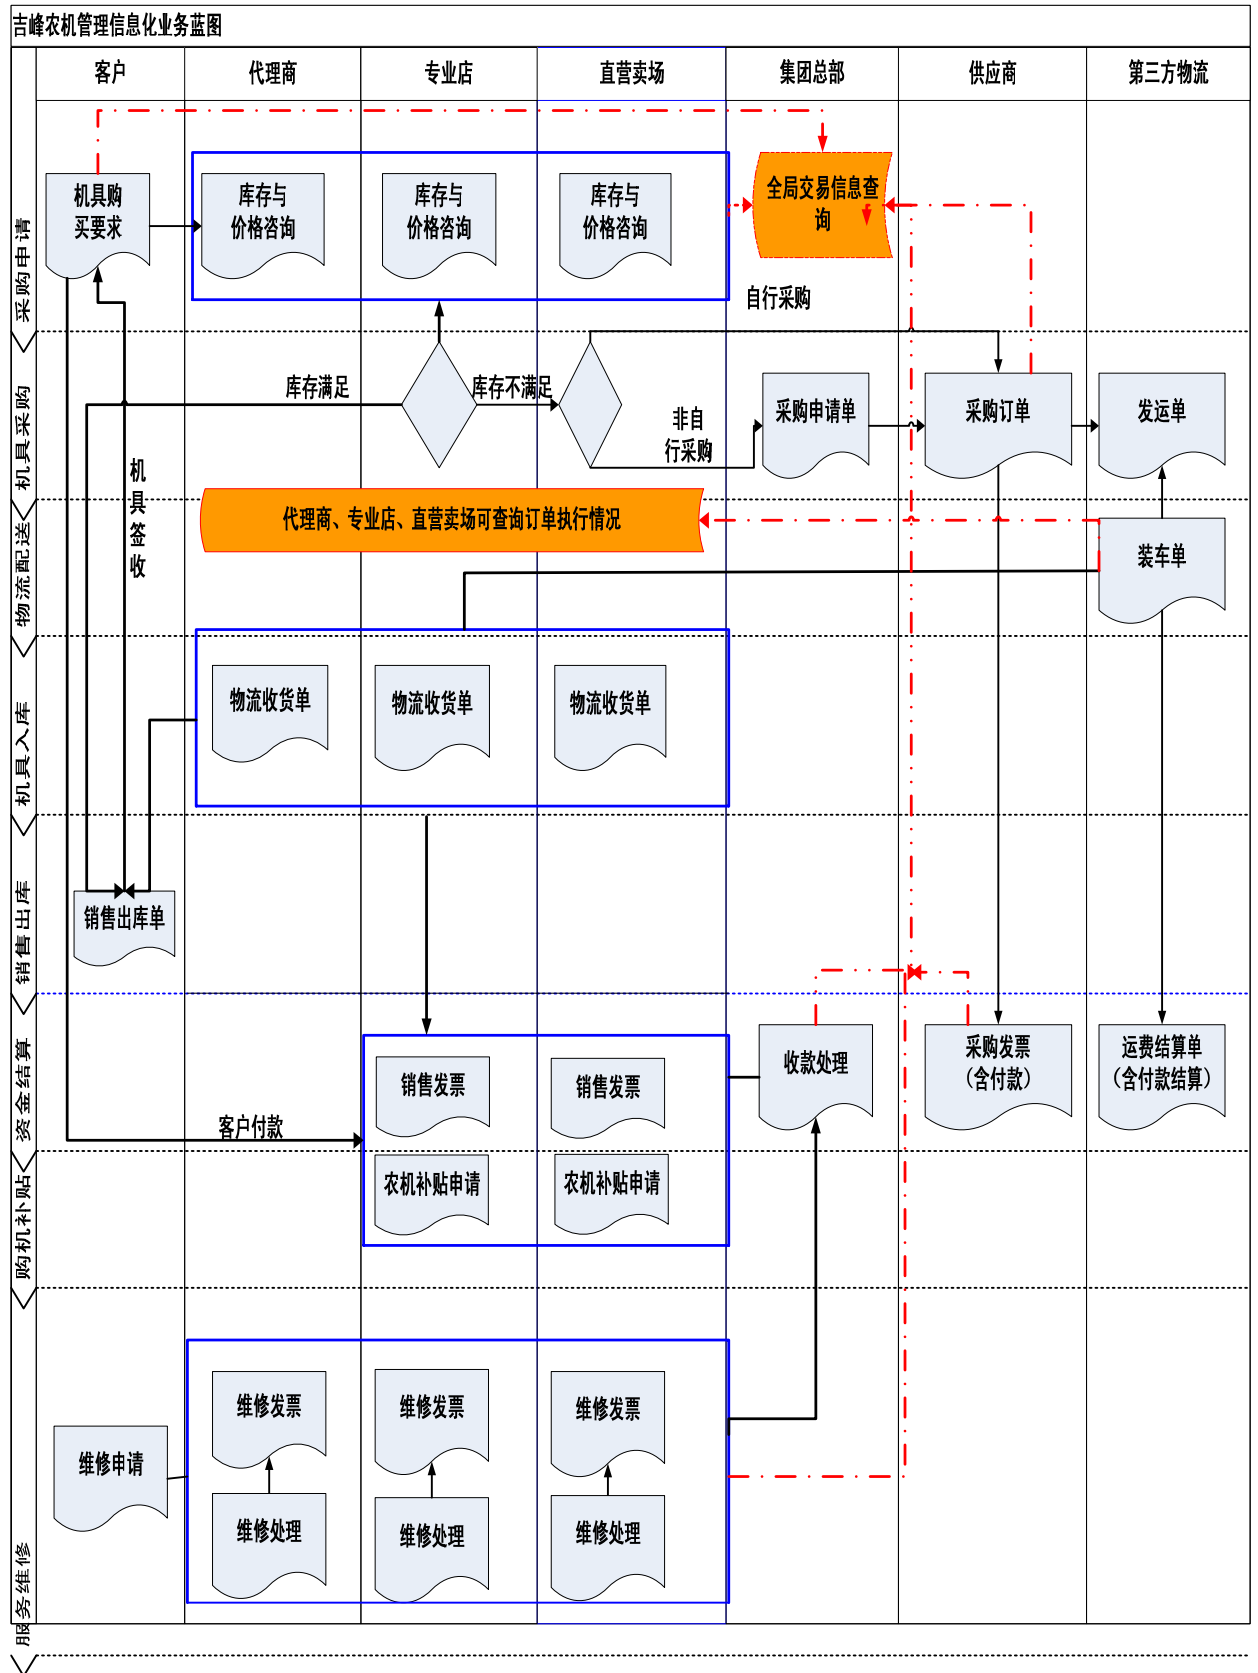 吉峰农机管理信息化业务蓝图
客户
代理商
专业店
直营卖场
集团总部
供应商
第三方物流
采购申请
机具购
买要求
库存与
价格咨询
库存与
价格咨询
库存与
价格咨询
全局交易信息查
询
自行采购
机具采购
库存满足
库存不满足
非自
行采购
采购申请单
采购订单
发运单
机
具
签
收
物流配送
代理商、专业店、直营卖场可查询订单执行情况
装车单
机具入库
物流收货单
物流收货单
物流收货单
销售出库
销售出库单
资金结算
销售发票
销售发票
收款处理
采购发票
（含付款）
运费结算单
（含付款结算）
客户付款
购机补贴
农机补贴申请
农机补贴申请
服务维修
维修申请
维修发票
维修发票
维修发票
维修处理
维修处理
维修处理